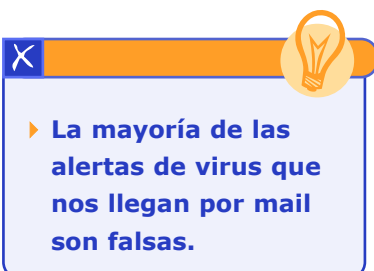 La mayoría de las
alertas de virus que
nos llegan por mail
son falsas.